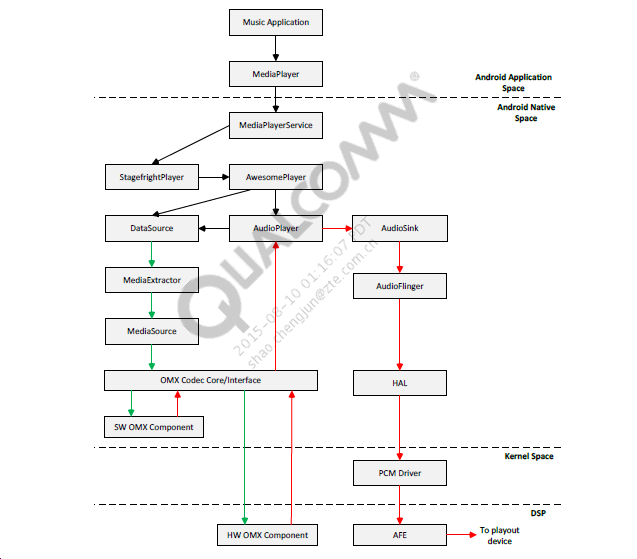 Music Application
MediaPlayer
Android Application
Space
Android Native
Space
MediaPlayerService
StagefrightPlayer
AwesomePlayer
DataSource
AudioPlayer
AudioSink
MediaExtractor
AudioFlinger
MediaSource
OMX Codec Core/Interface
HAL
SW OMX Component
Kernel Space
PCM Driver
DSP
HW OMX Component
AFE
To playout
device
QUALCOMM®
2015-08-10 01:16:07 PDT
shao.chengjun@zte.com.cn